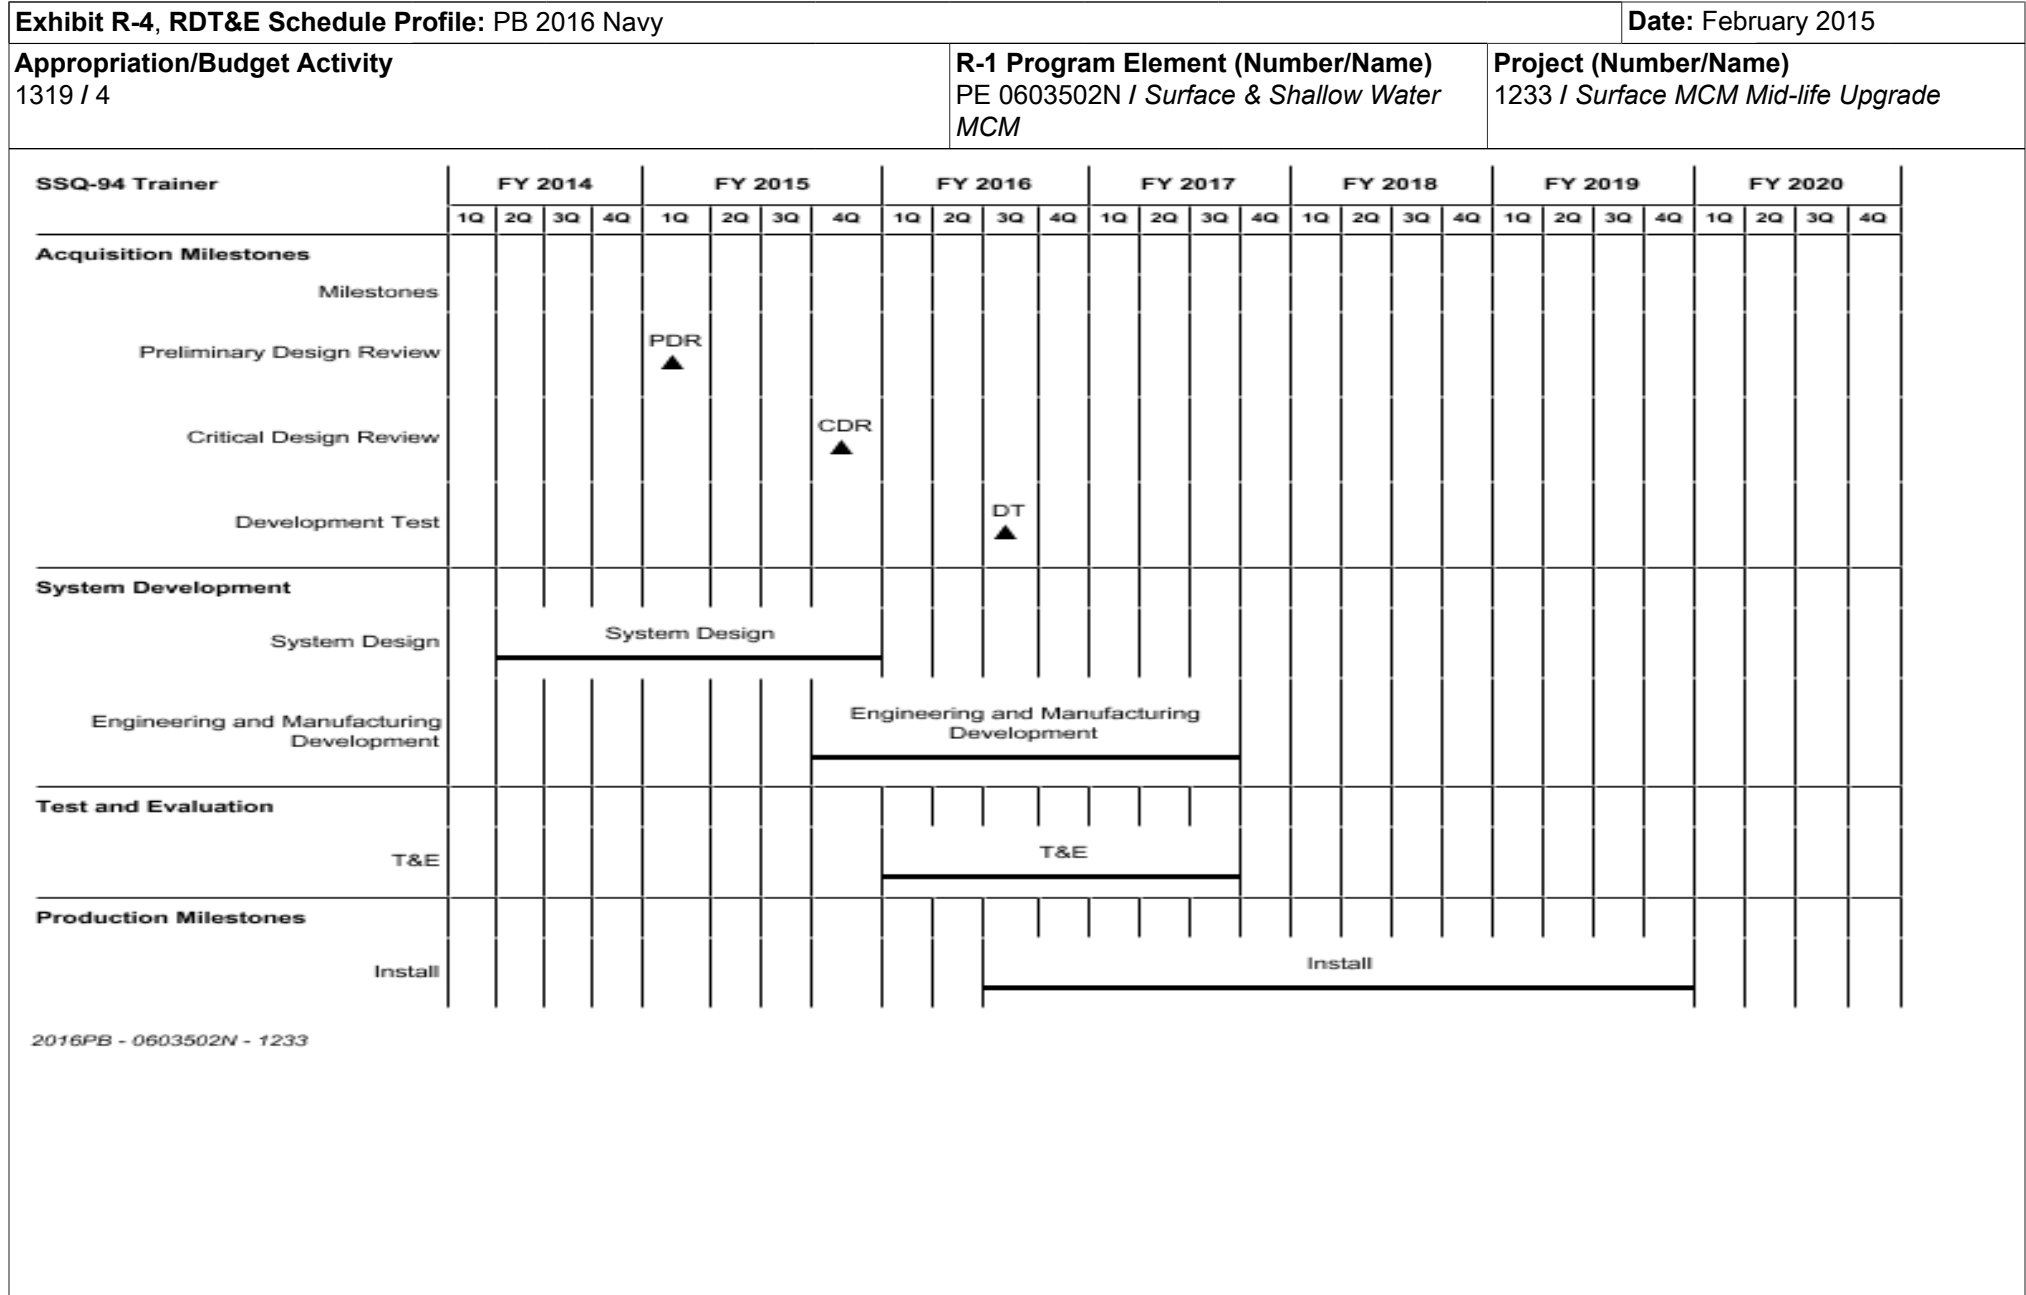 Exhibit R-4, RDT&E Schedule Profile: PB 2016 Navy
Date: February 2015
Appropriation/Budget Activity
1319 / 4
R-1 Program Element (Number/Name)
PE 0603502N / Surface & Shallow Water
MCM
Project (Number/Name)
1233 / Surface MCM Mid-life Upgrade
SSQ-94 Trainer
FY 2014 FY 2015 FY 2016 FY 2017 FY 2018 FY 2019 FY 2020
1Q 2Q 3Q 4Q 1Q 2Q 3Q 4Q 1Q 2Q 3Q 4Q 1Q 2Q 3Q 4Q 1Q 2Q 3Q 4Q 1Q 2Q 3Q 4Q 1Q 2Q 3Q 4Q
Acquisition Milestones
Milestones
Preliminary Design Review
PDR
Critical Design Review
CDR
Development Test
DT
System Development
System Design
System Design
Engineering and Manufacturing
Development
Engineering and Manufacturing
Development
Test and Evaluation
T&E
T&E
Production Milestones
Install
Install
2016PB - 0603502N - 1233